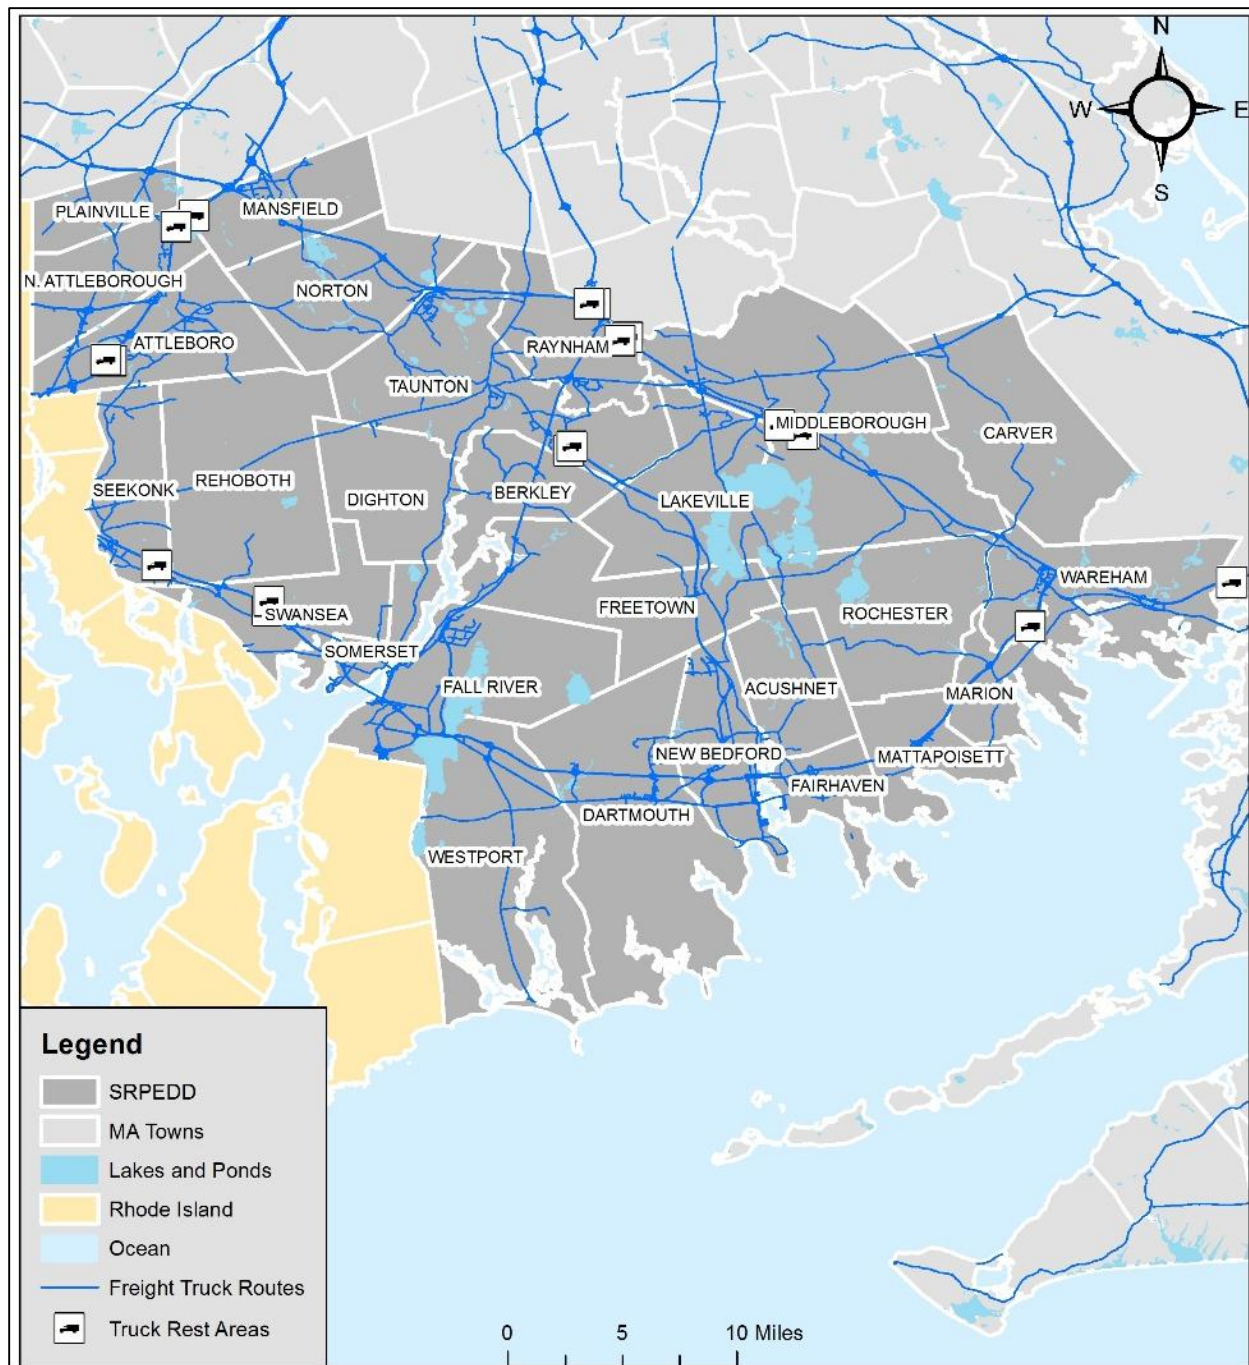 N
W
E
S
PLAINVILLE
MANSFIELD
N. ATTLEBOROUGH
NORTON
ATTLEBORO
RAYNHAM
TAUNTON
MIDDLEBOROUGH
CARVER
SEEKONK
REHOBOTH
DIGHTON
BERKLEY
LAKEVILLE
WAREHAM
SWANSEA
FREETOWN
ROCHESTER
SOMERSET
FALL RIVER
ACUSHNET
MARION
NEW BEDFORD
MATTAPOISETT
FAIRHAVEN
DARTMOUTH
WESTPORT
Legend
SRPEDD
MA Towns
Lakes and Ponds
Rhode Island
Ocean
Freight Truck Routes
Truck Rest Areas
0 5 10 Miles